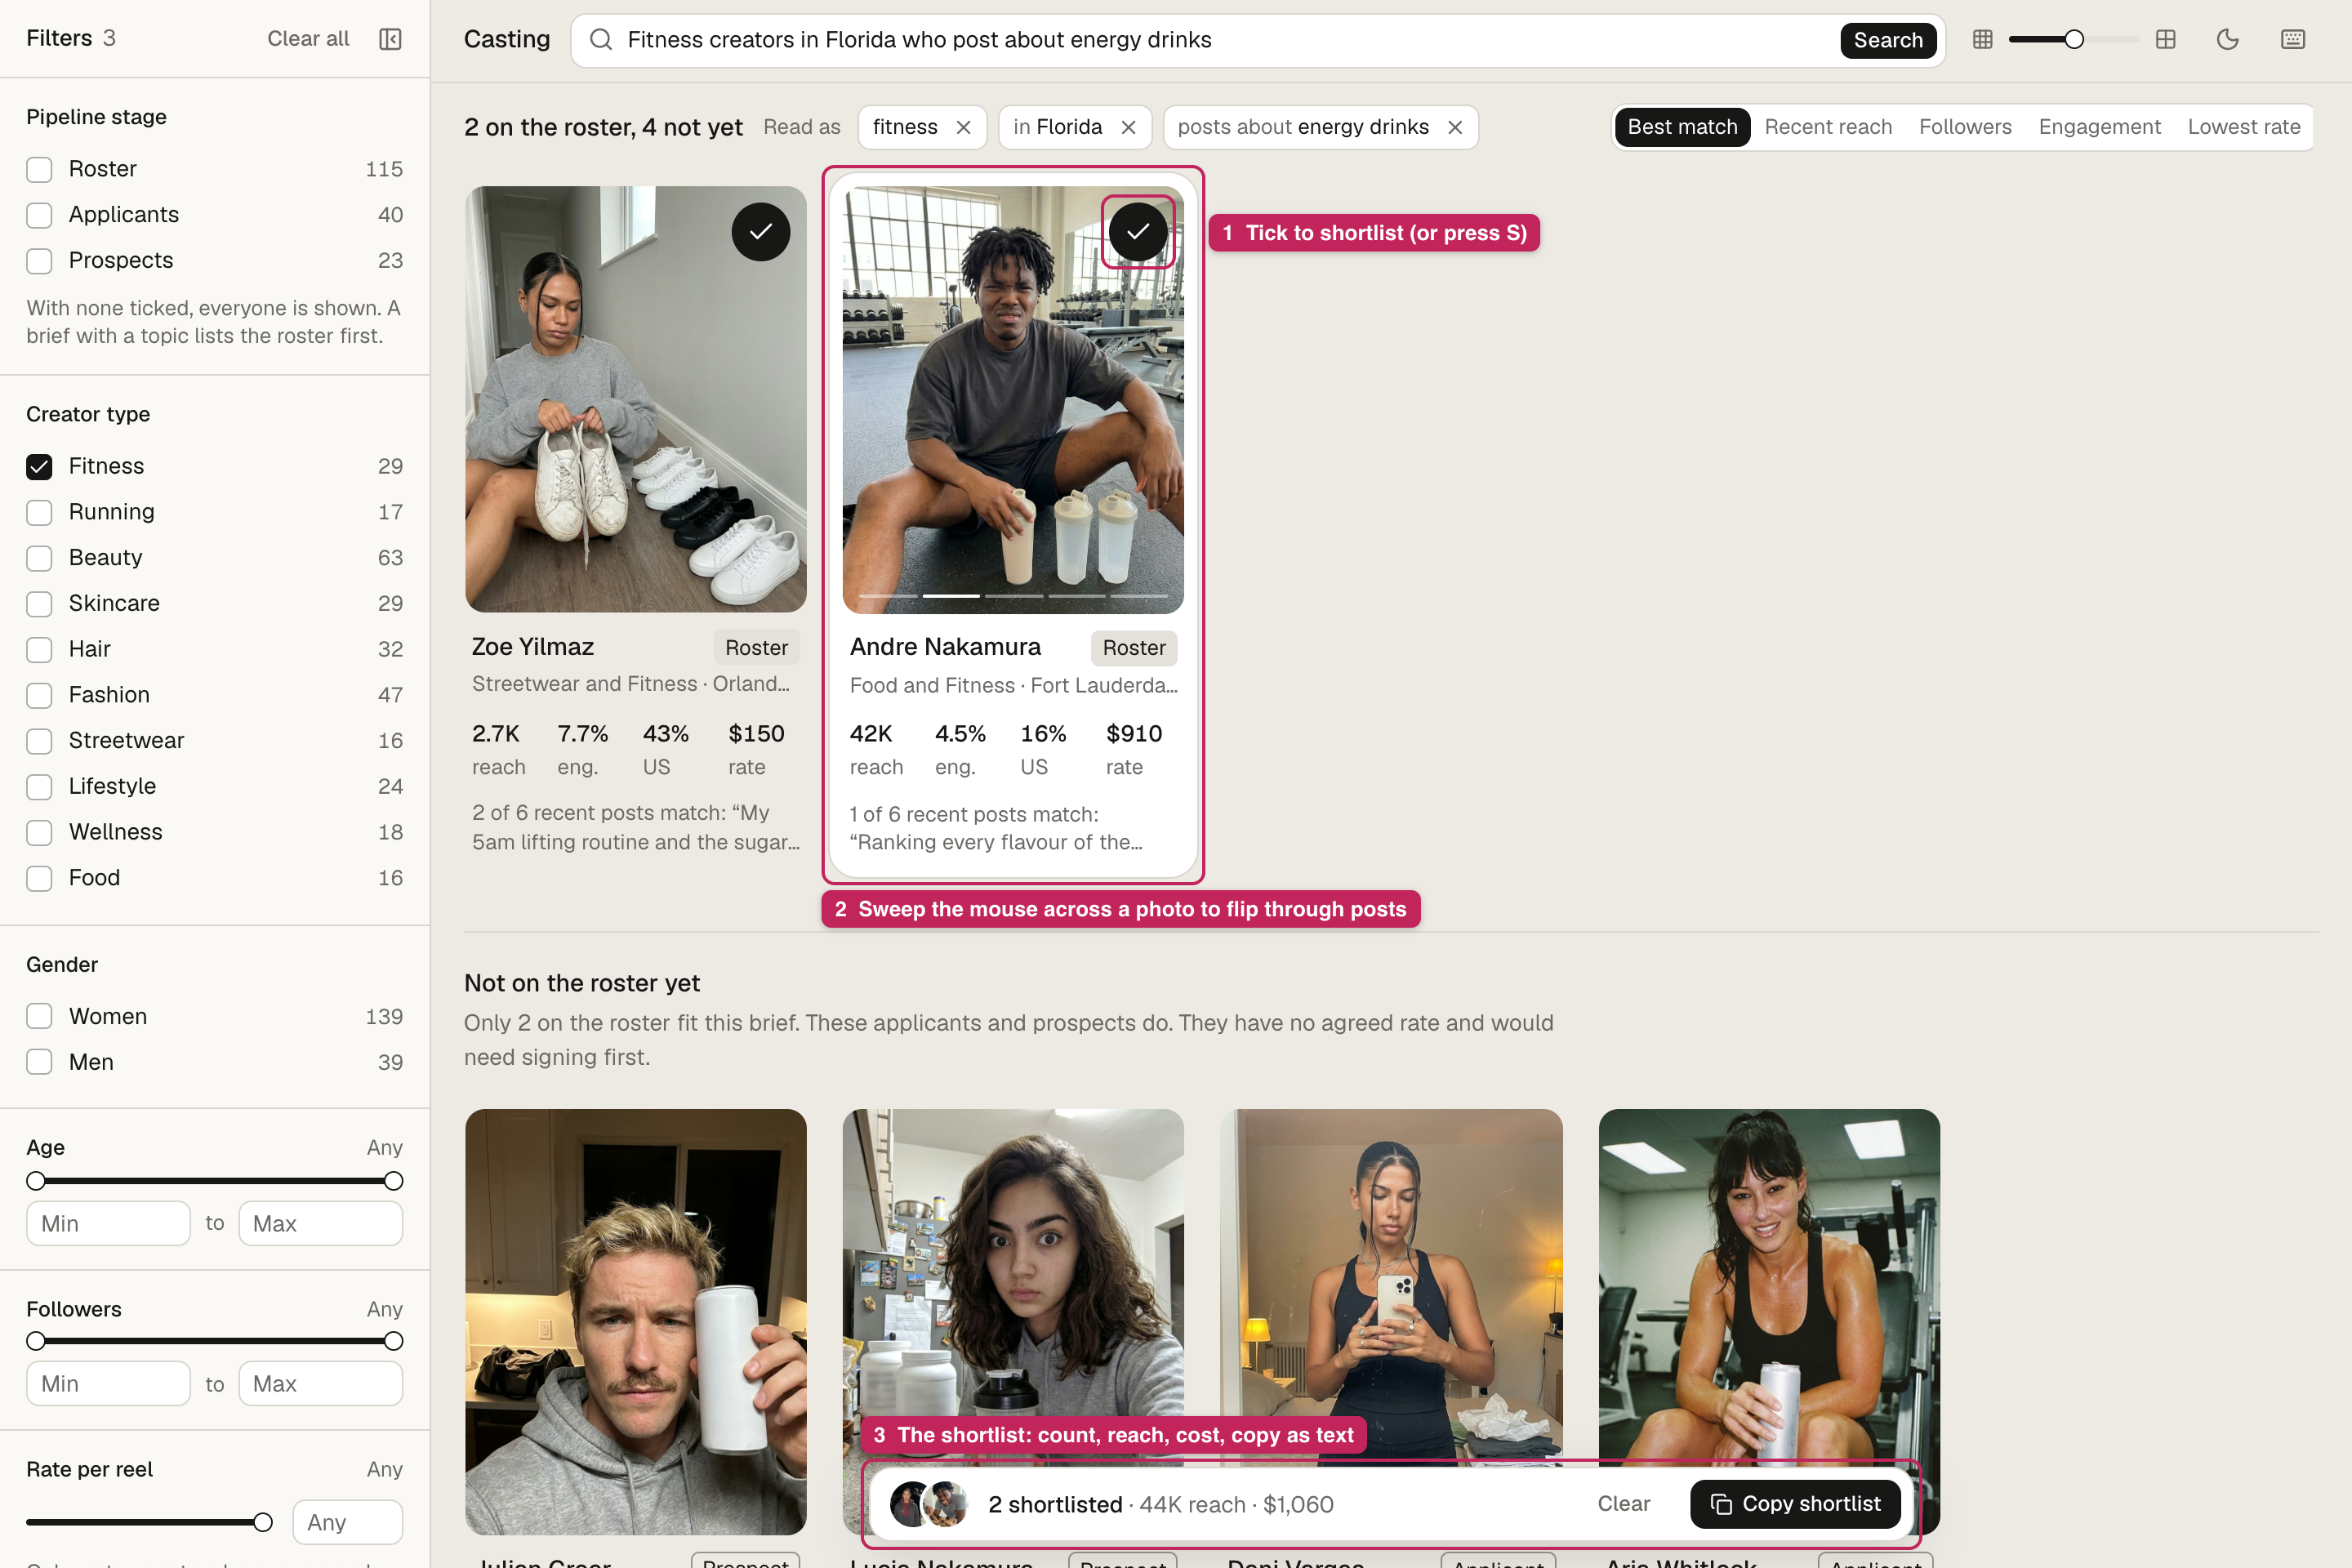 Filters 3
Clear all
Casting
Fitness creators in Florida who post about energy drinks
Search
Pipeline stage
Roster 115
Applicants 40
Prospects 23
With none ticked, everyone is shown. A
brief with a topic lists the roster first.
Creator type
Fitness 29
Running 17
Beauty 63
Skincare 29
Hair 32
Fashion 47
Streetwear 16
Lifestyle 24
Wellness 18
Food 16
Gender
Women 139
Men 39
Age Any
Min to Max
Followers Any
Min to Max
Rate per reel Any
Any
2 on the roster, 4 not yet
Read as
fitness
in Florida
posts about energy drinks
Best match
Recent reach
Followers
Engagement
Lowest rate
1 Tick to shortlist (or press S)
Zoe Yilmaz
Roster
Streetwear and Fitness · Orland…
2.7K 7.7% 43% $150
reach eng. US rate
2 of 6 recent posts match: “My
5am lifting routine and the sugar…
Andre Nakamura
Roster
Food and Fitness · Fort Lauderda…
42K 4.5% 16% $910
reach eng. US rate
1 of 6 recent posts match:
“Ranking every flavour of the…
2 Sweep the mouse across a photo to flip through posts
Not on the roster yet
Only 2 on the roster fit this brief. These applicants and prospects do. They have no agreed rate and would
need signing first.
3 The shortlist: count, reach, cost, copy as text
2 shortlisted · 44K reach · $1,060
Clear
Copy shortlist
Prospect
Prospect
Applicant
Applicant